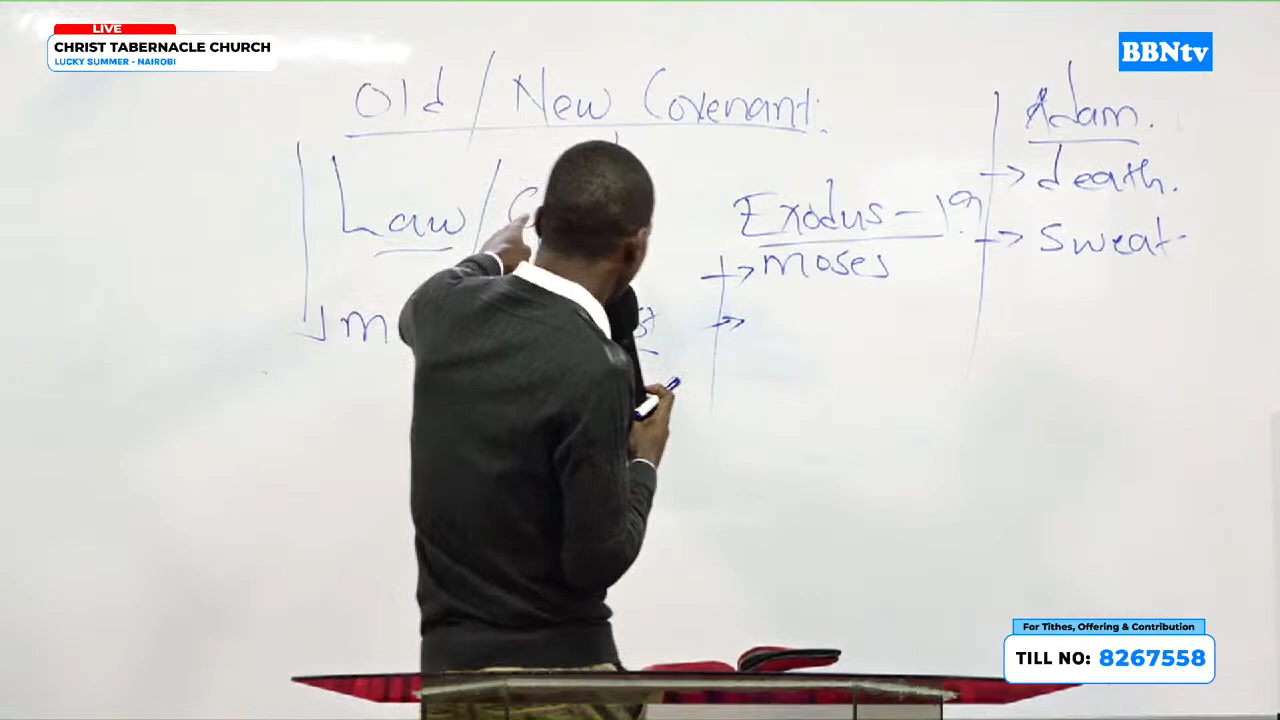 LIVE
CHRIST TABERNACLE CHURCH
LUCKY SUMMER - NAIROBI
BBNtv
Old / New Covenant.
Law /
Exodus - 19
→ moses
→
Adam.
→ death.
→ Sweat.
For Tithes, Offering & Contribution
TILL NO: 8267558